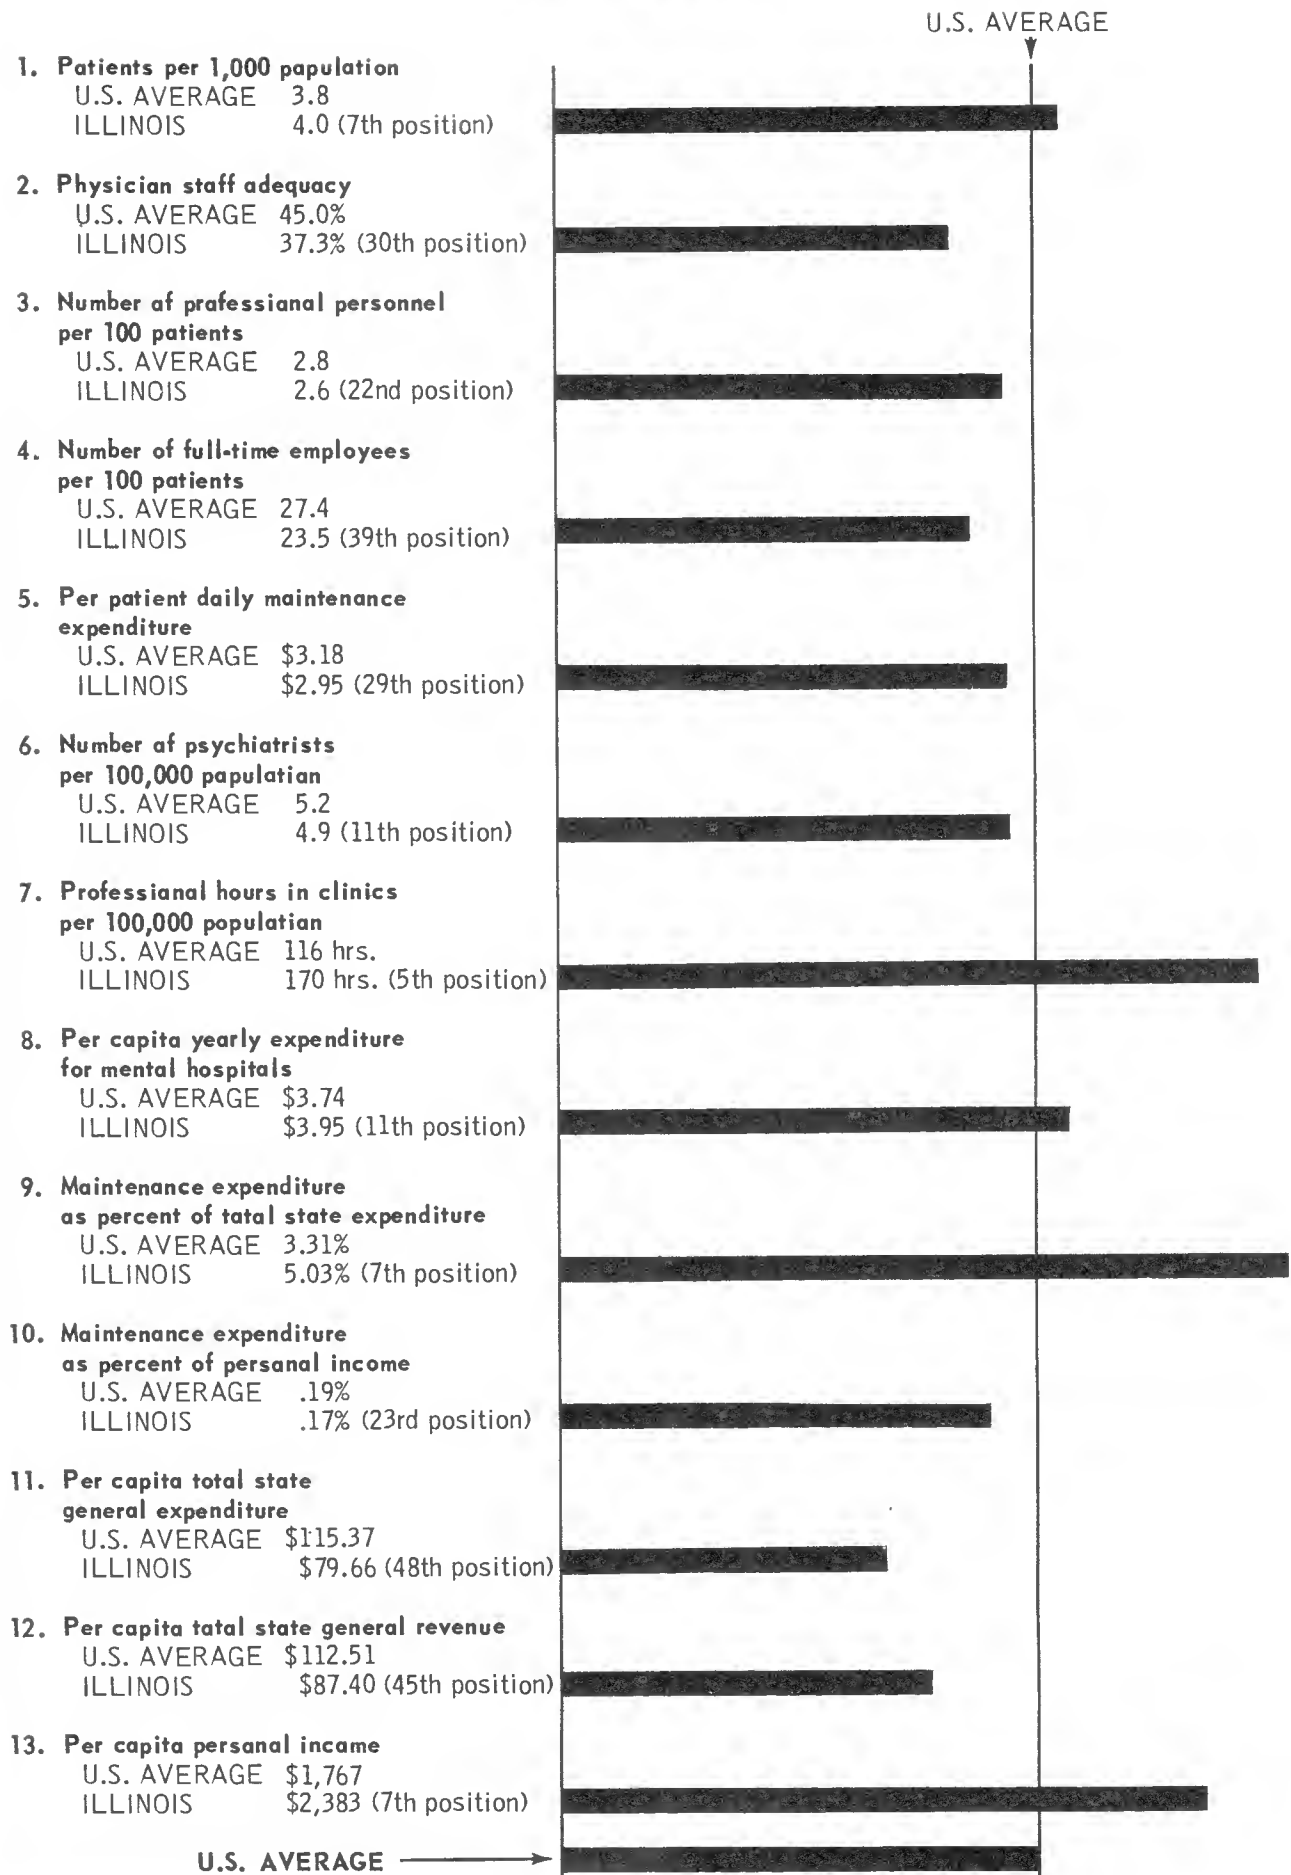 U.S. AVERAGE
1. Patients per 1,000 papulation
U.S. AVERAGE 3.8
ILLINOIS 4.0 (7th position)
2. Physician staff adequacy
U.S. AVERAGE 45.0%
ILLINOIS 37.3% (30th position)
3. Number af prafessianal personnel
per 100 patients
U.S. AVERAGE 2.8
ILLINOIS 2.6 (22nd position)
4. Number of full-time employees
per 100 patients
U.S. AVERAGE 27.4
ILLINOIS 23.5 (39th position)
5. Per patient daily maintenance
expenditure
U.S. AVERAGE $3.18
ILLINOIS $2.95 (29th position)
6. Number af psychiatrists
per 100,000 papulatian
U.S. AVERAGE 5.2
ILLINOIS 4.9 (11th position)
7. Professianal hours in clinics
per 100,000 populatian
U.S. AVERAGE 116 hrs.
ILLINOIS 170 hrs. (5th position)
8. Per capita yearly expenditure
for mental hospitals
U.S. AVERAGE $3.74
ILLINOIS $3.95 (11th position)
9. Maintenance expenditure
as percent of tatal state expenditure
U.S. AVERAGE 3.31%
ILLINOIS 5.03% (7th position)
10. Maintenance expenditure
as percent of persanal income
U.S. AVERAGE .19%
ILLINOIS .17% (23rd position)
11. Per capita total state
general expenditure
U.S. AVERAGE $115.37
ILLINOIS $79.66 (48th position)
12. Per capita tatal state general revenue
U.S. AVERAGE $112.51
ILLINOIS $87.40 (45th position)
13. Per capita persanal income
U.S. AVERAGE $1,767
ILLINOIS $2,383 (7th position)
U.S. AVERAGE